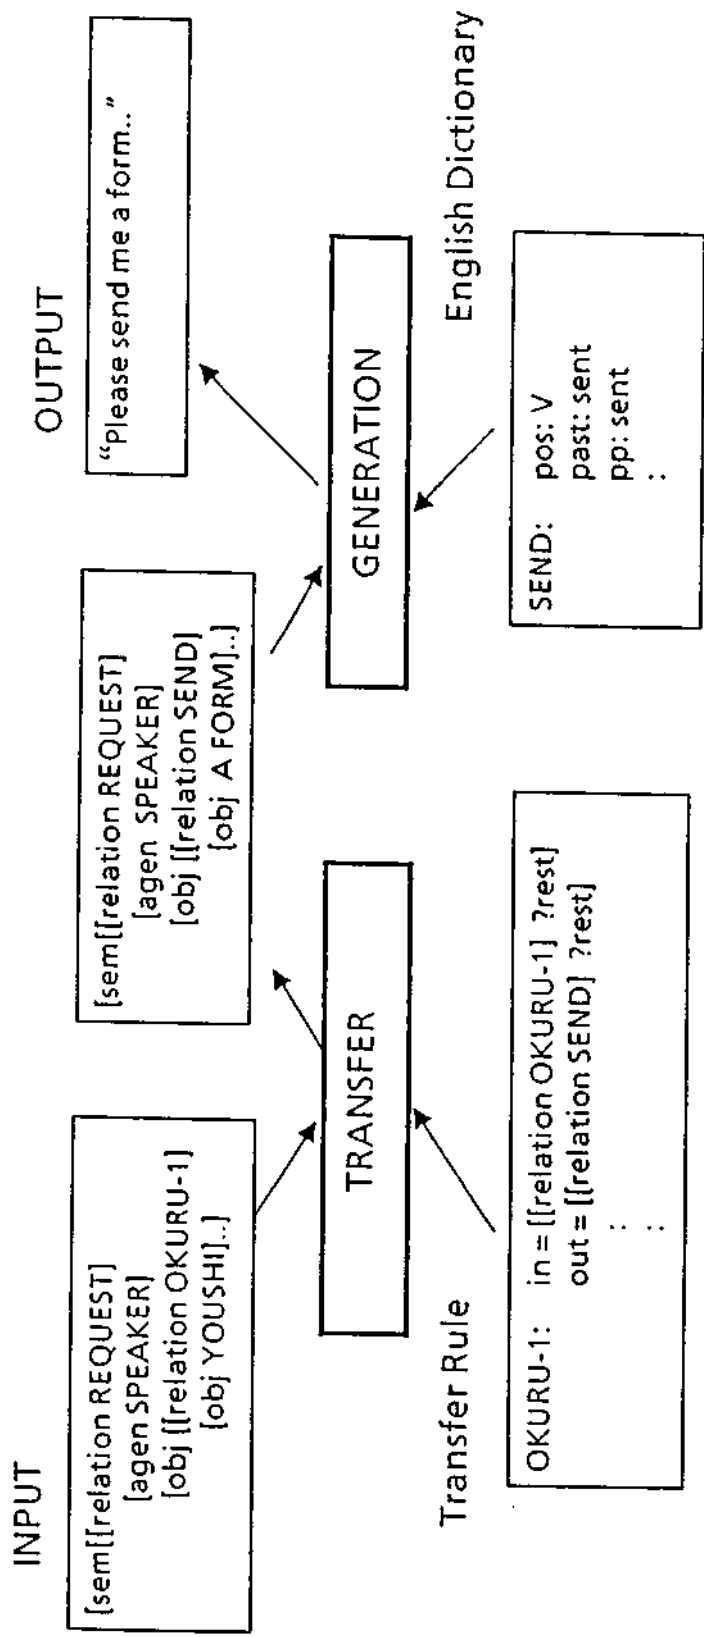 INPUT
[sem[[relation REQUEST]
[agen SPEAKER]
[obj [[relation OKURU-1]
[obj YOUSHI]..]
TRANSFER
Transfer Rule
OKURU-1: in = [[relation OKURU-1] ?rest]
out = [[relation SEND] ?rest]
:
:
[sem[[relation REQUEST]
[agen SPEAKER]
[obj [[relation SEND]
[obj A FORM]..]
GENERATION
English Dictionary
SEND: pos: V
past: sent
pp: sent
:
OUTPUT
“Please send me a form..”